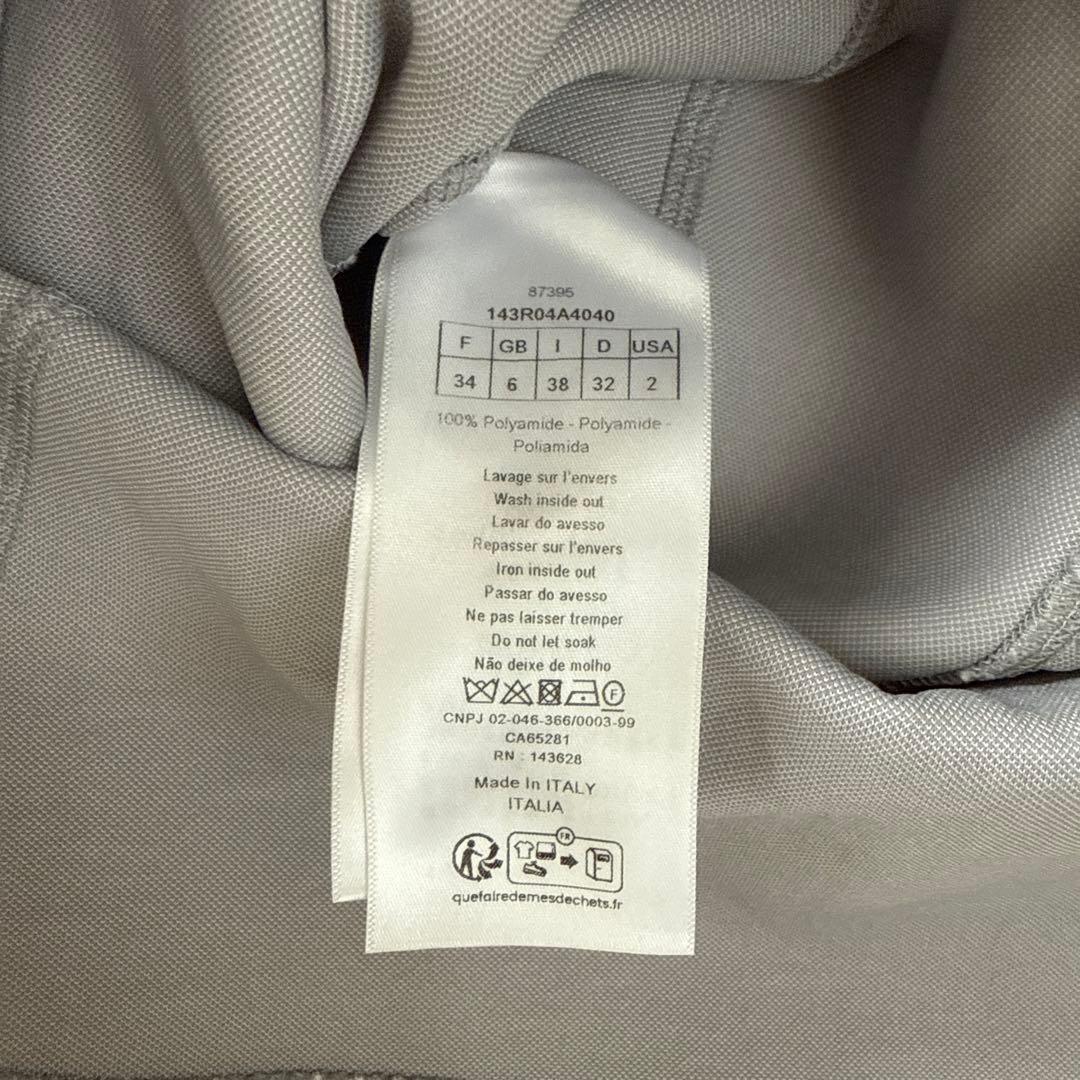 87395
143R04A4040
F GB I D USA
34 6 38 32 2
100% Polyamide - Polyamide -
Poliamida
Lavage sur l'envers
Wash inside out
Lavar do avesso
Repasser sur l'envers
Iron inside out
Passar do avesso
Ne pas laisser tremper
Do not let soak
Não deixe de molho
F
CNPJ 02-046-366/0003-99
CA65281
RN : 143628
Made In ITALY
ITALIA
FR
quefairedemesdechets.fr